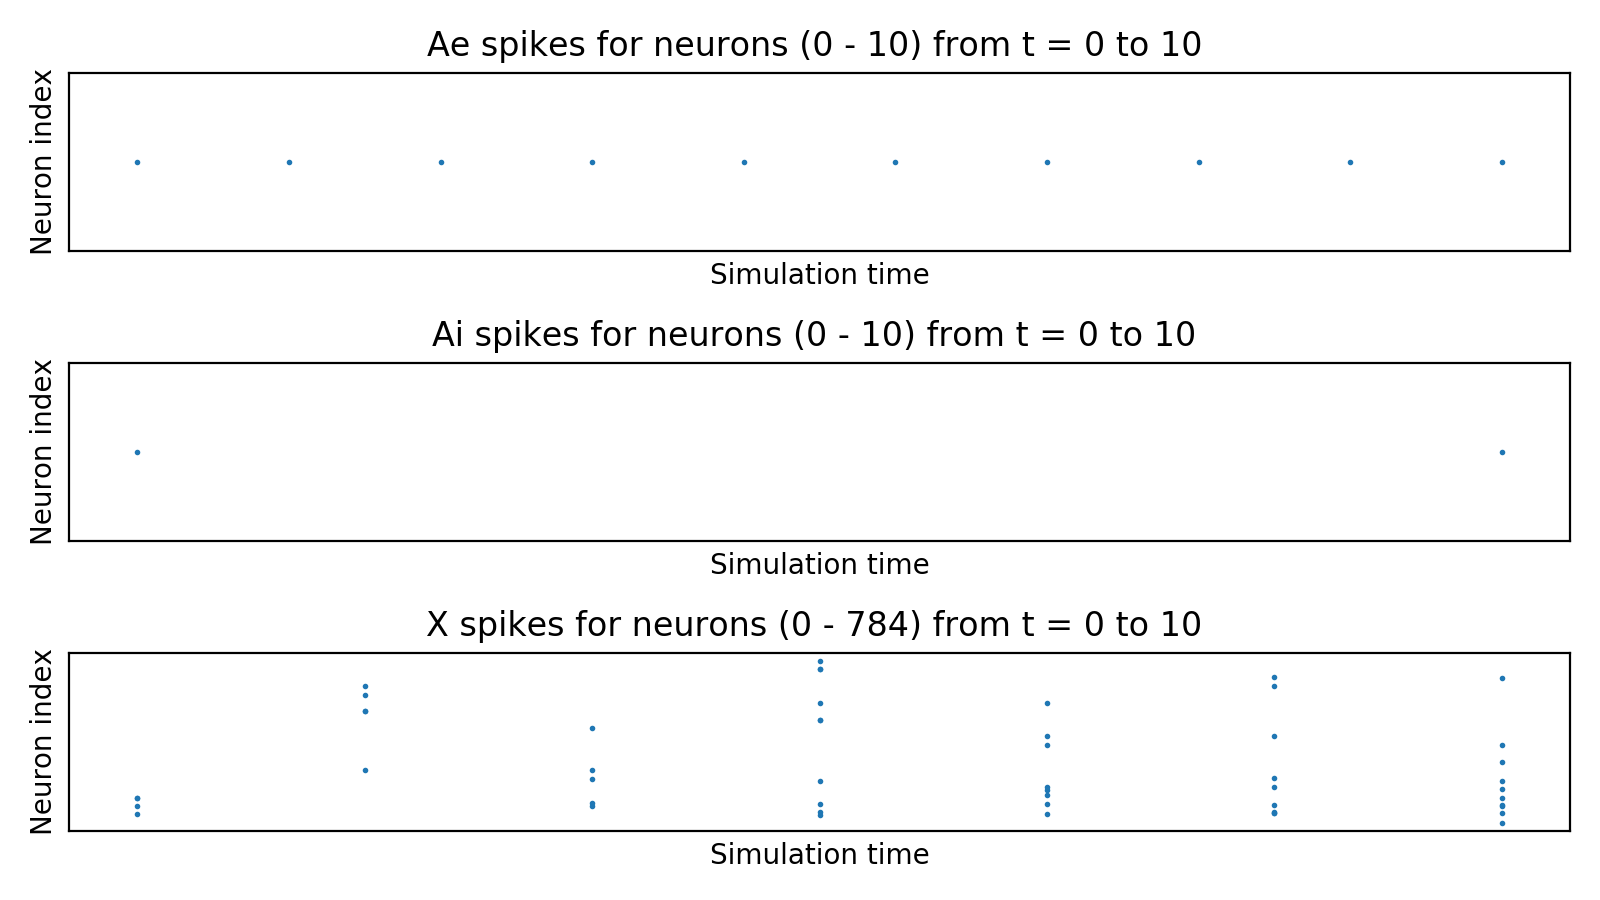 Ae spikes for neurons (0 - 10) from t = 0 to 10
Neuron index
Simulation time
Ai spikes for neurons (0 - 10) from t = 0 to 10
Neuron index
Simulation time
X spikes for neurons (0 - 784) from t = 0 to 10
Neuron index
Simulation time